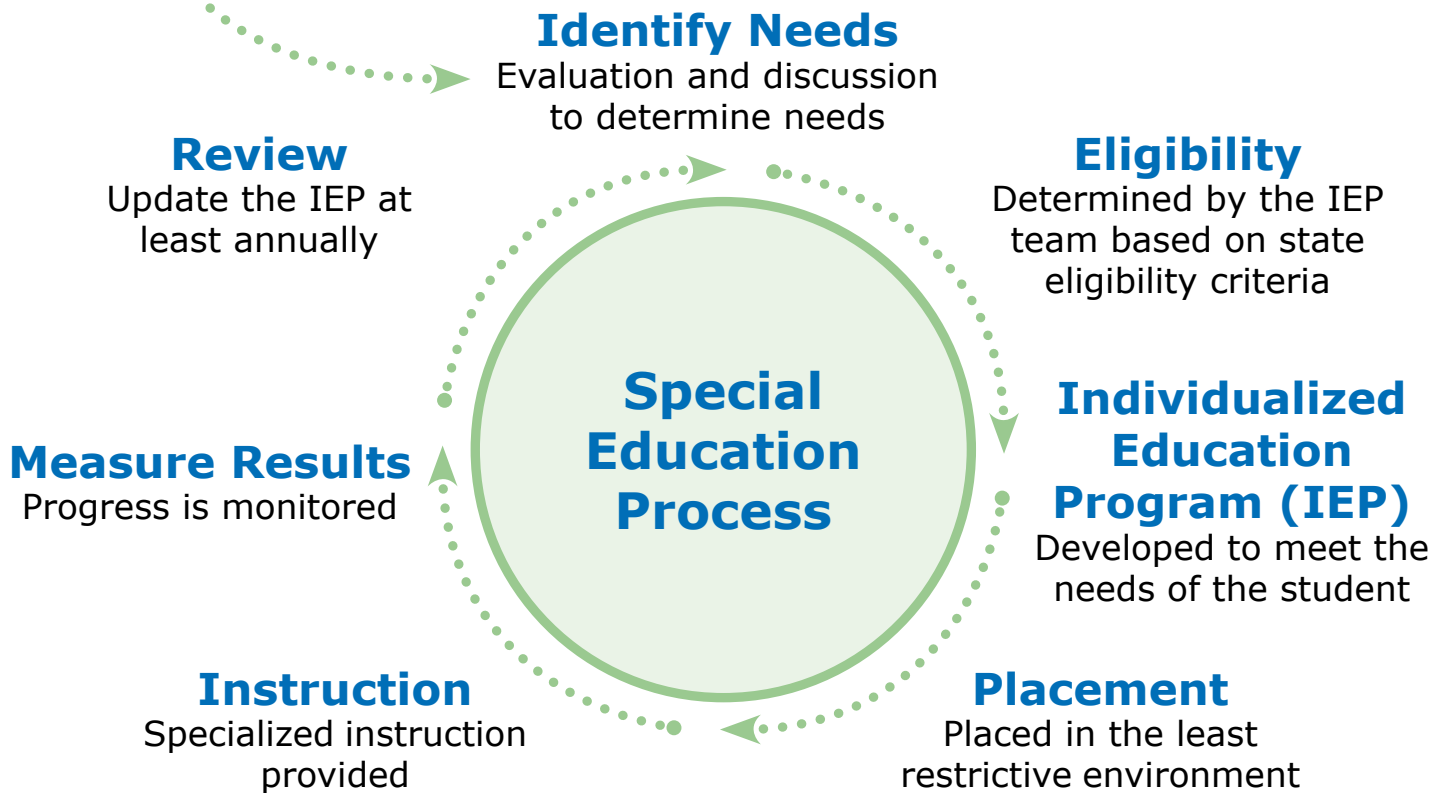 Identify Needs
Evaluation and discussion
to determine needs
Eligibility
Determined by the IEP
team based on state
eligibility criteria
Individualized
Education
Program (IEP)
Developed to meet the
needs of the student
Placement
Placed in the least
restrictive environment
Instruction
Specialized instruction
provided
Measure Results
Progress is monitored
Review
Update the IEP at
least annually
Special
Education
Process